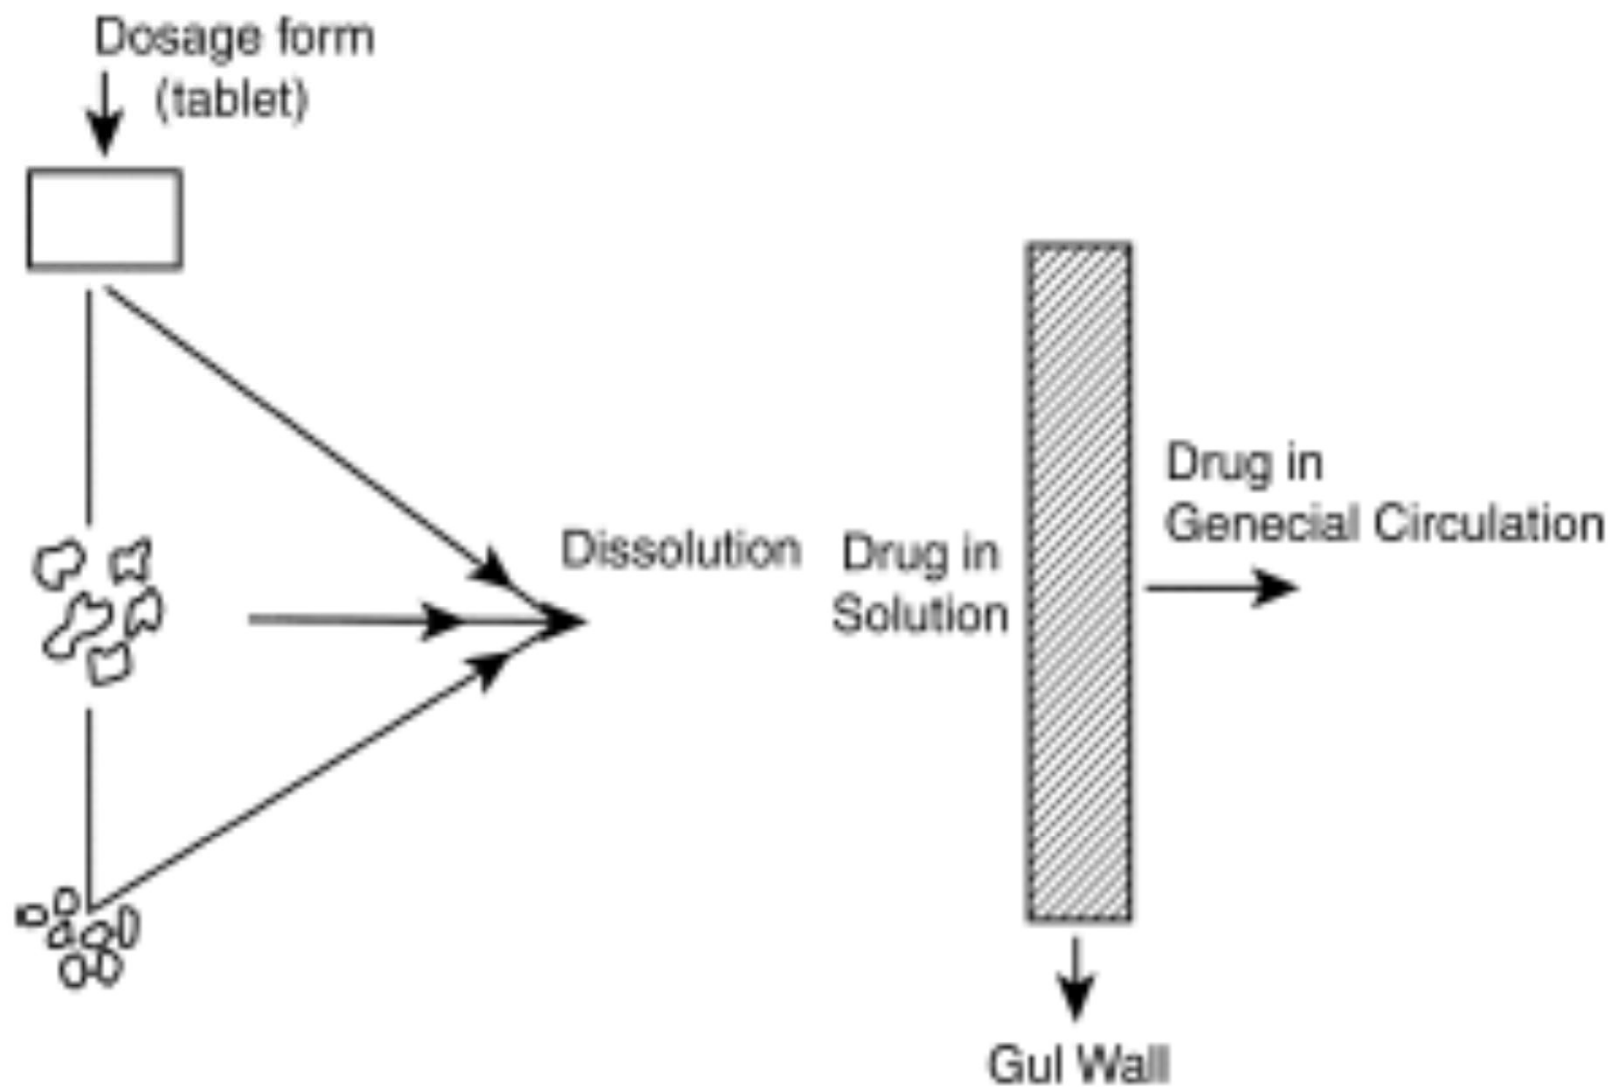 Dosage form
(tablet)
Dissolution
Drug in
Solution
Drug in
Genecial Circulation
Gul Wall